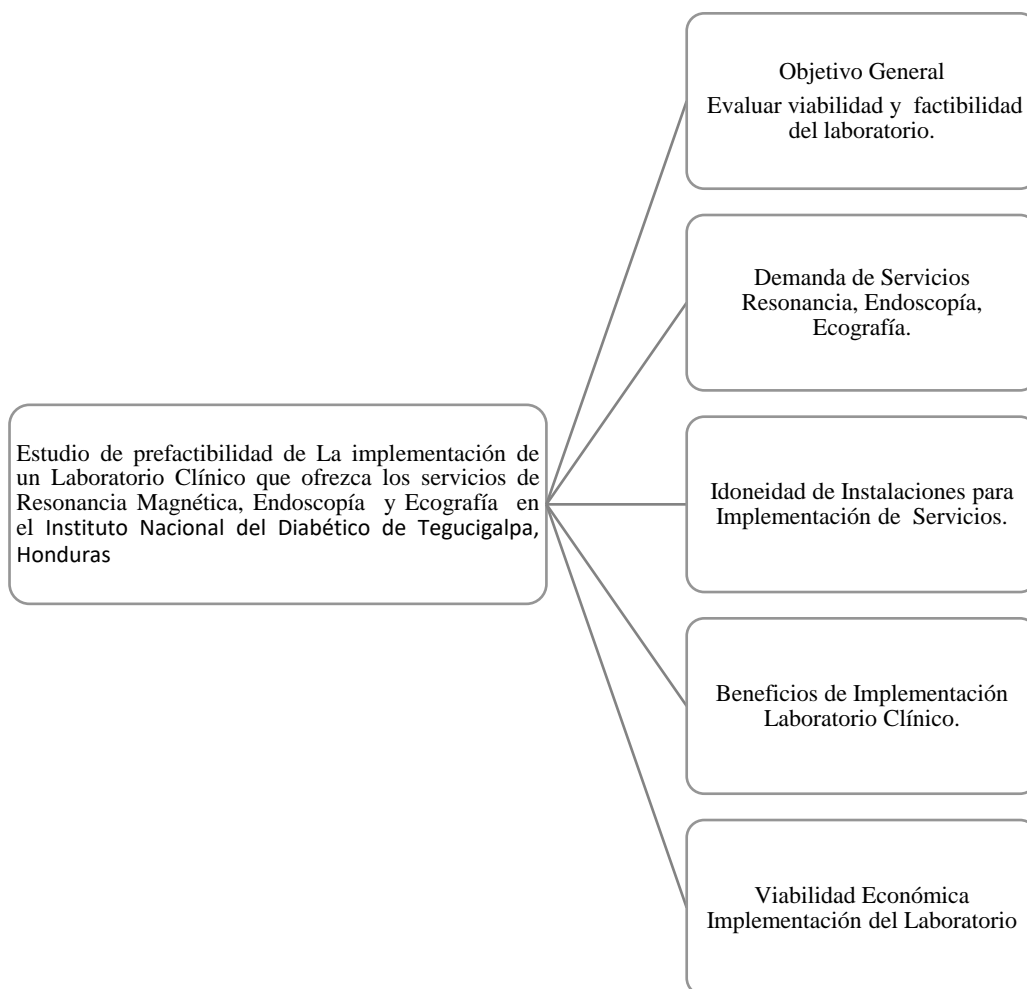 Objetivo General
Evaluar viabilidad y factibilidad
del laboratorio.
Demanda de Servicios
Resonancia, Endoscopía,
Ecografía.
Estudio de prefactibilidad de La implementación de
un Laboratorio Clínico que ofrezca los servicios de
Resonancia Magnética, Endoscopía y Ecografía en
el Instituto Nacional del Diabético de Tegucigalpa,
Honduras
Idoneidad de Instalaciones para
Implementación de Servicios.
Beneficios de Implementación
Laboratorio Clínico.
Viabilidad Económica
Implementación del Laboratorio